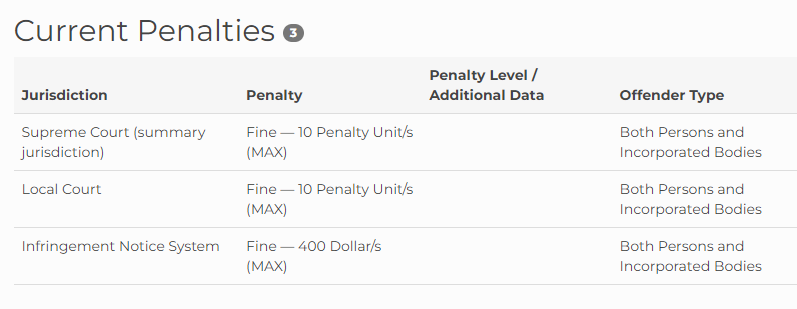 Current Penalties 3
Jurisdiction Penalty Penalty Level / Additional Data Offender Type
Supreme Court (summary jurisdiction) Fine — 10 Penalty Unit/s (MAX) Both Persons and Incorporated Bodies
Local Court Fine — 10 Penalty Unit/s (MAX) Both Persons and Incorporated Bodies
Infringement Notice System Fine — 400 Dollar/s (MAX) Both Persons and Incorporated Bodies